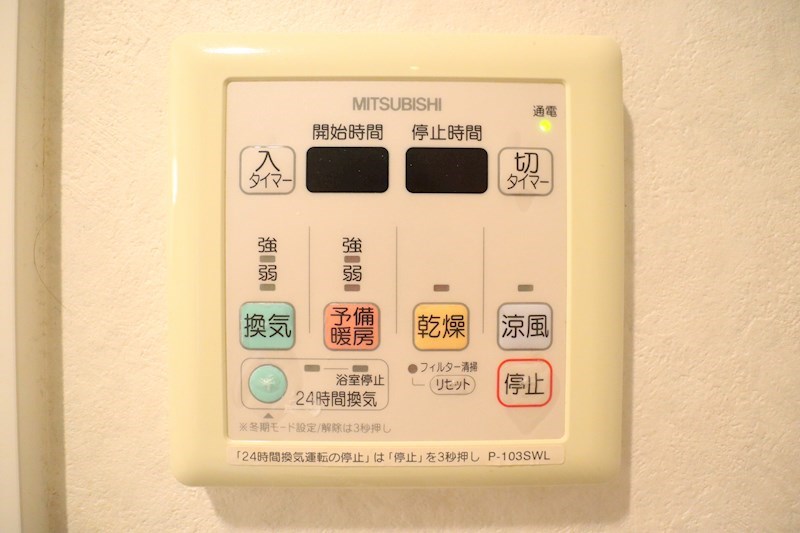 MITSUBISHI
通電
開始時間 停止時間
入
タイマー
切
タイマー
強
弱
強
弱
換気
予備
暖房
乾燥
涼風
浴室停止
24時間換気
フィルター清掃
リセット
停止
※冬期モード設定/解除は3秒押し
「24時間換気運転の停止」は「停止」を3秒押し P-103SWL